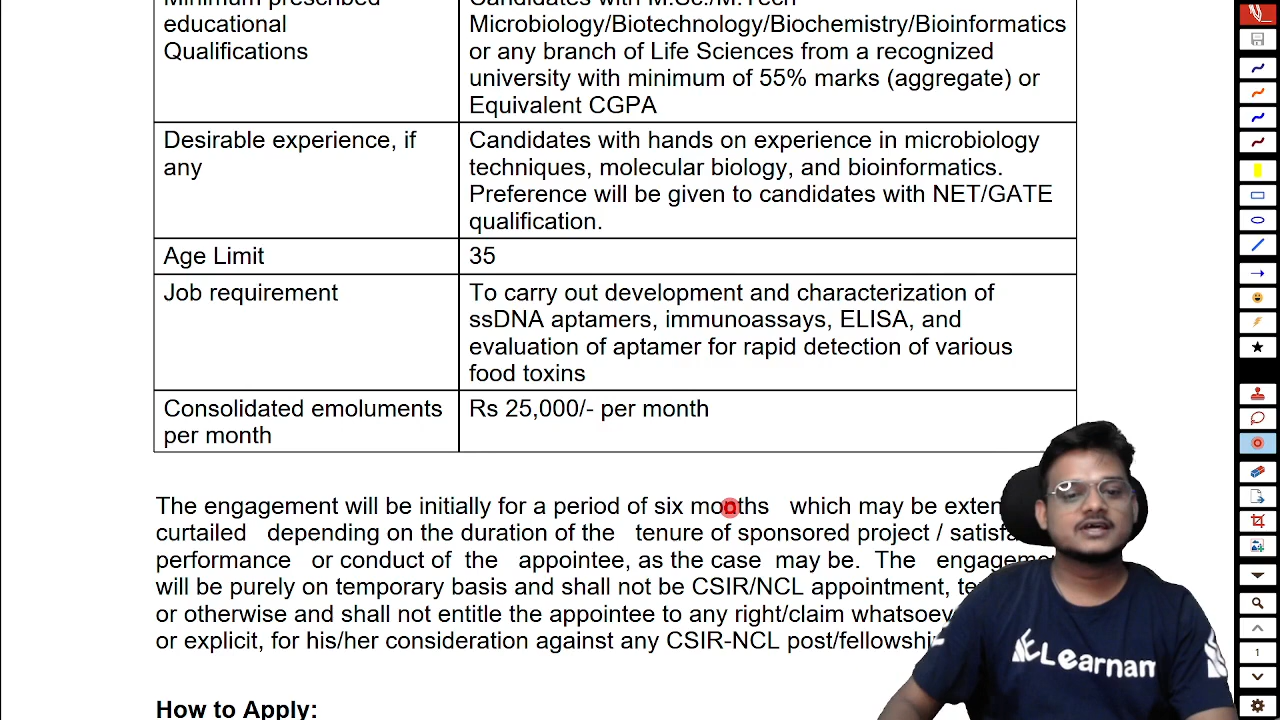 Minimum prescribed
educational
Qualifications
Candidates with M.Sc./M.Tech
Microbiology/Biotechnology/Biochemistry/Bioinformatics
or any branch of Life Sciences from a recognized
university with minimum of 55% marks (aggregate) or
Equivalent CGPA
Desirable experience, if
any
Candidates with hands on experience in microbiology
techniques, molecular biology, and bioinformatics.
Preference will be given to candidates with NET/GATE
qualification.
Age Limit
35
Job requirement
To carry out development and characterization of
ssDNA aptamers, immunoassays, ELISA, and
evaluation of aptamer for rapid detection of various
food toxins
Consolidated emoluments
per month
Rs 25,000/- per month
The engagement will be initially for a period of six months which may be
curtailed depending on the duration of the tenure of sponsored project /
performance or conduct of the appointee, as the case may be. The
will be purely on temporary basis and shall not be CSIR/NCL appointment,
or otherwise and shall not entitle the appointee to any right/claim
or explicit, for his/her consideration against any CSIR-NCL
How to Apply:
Learnam
1